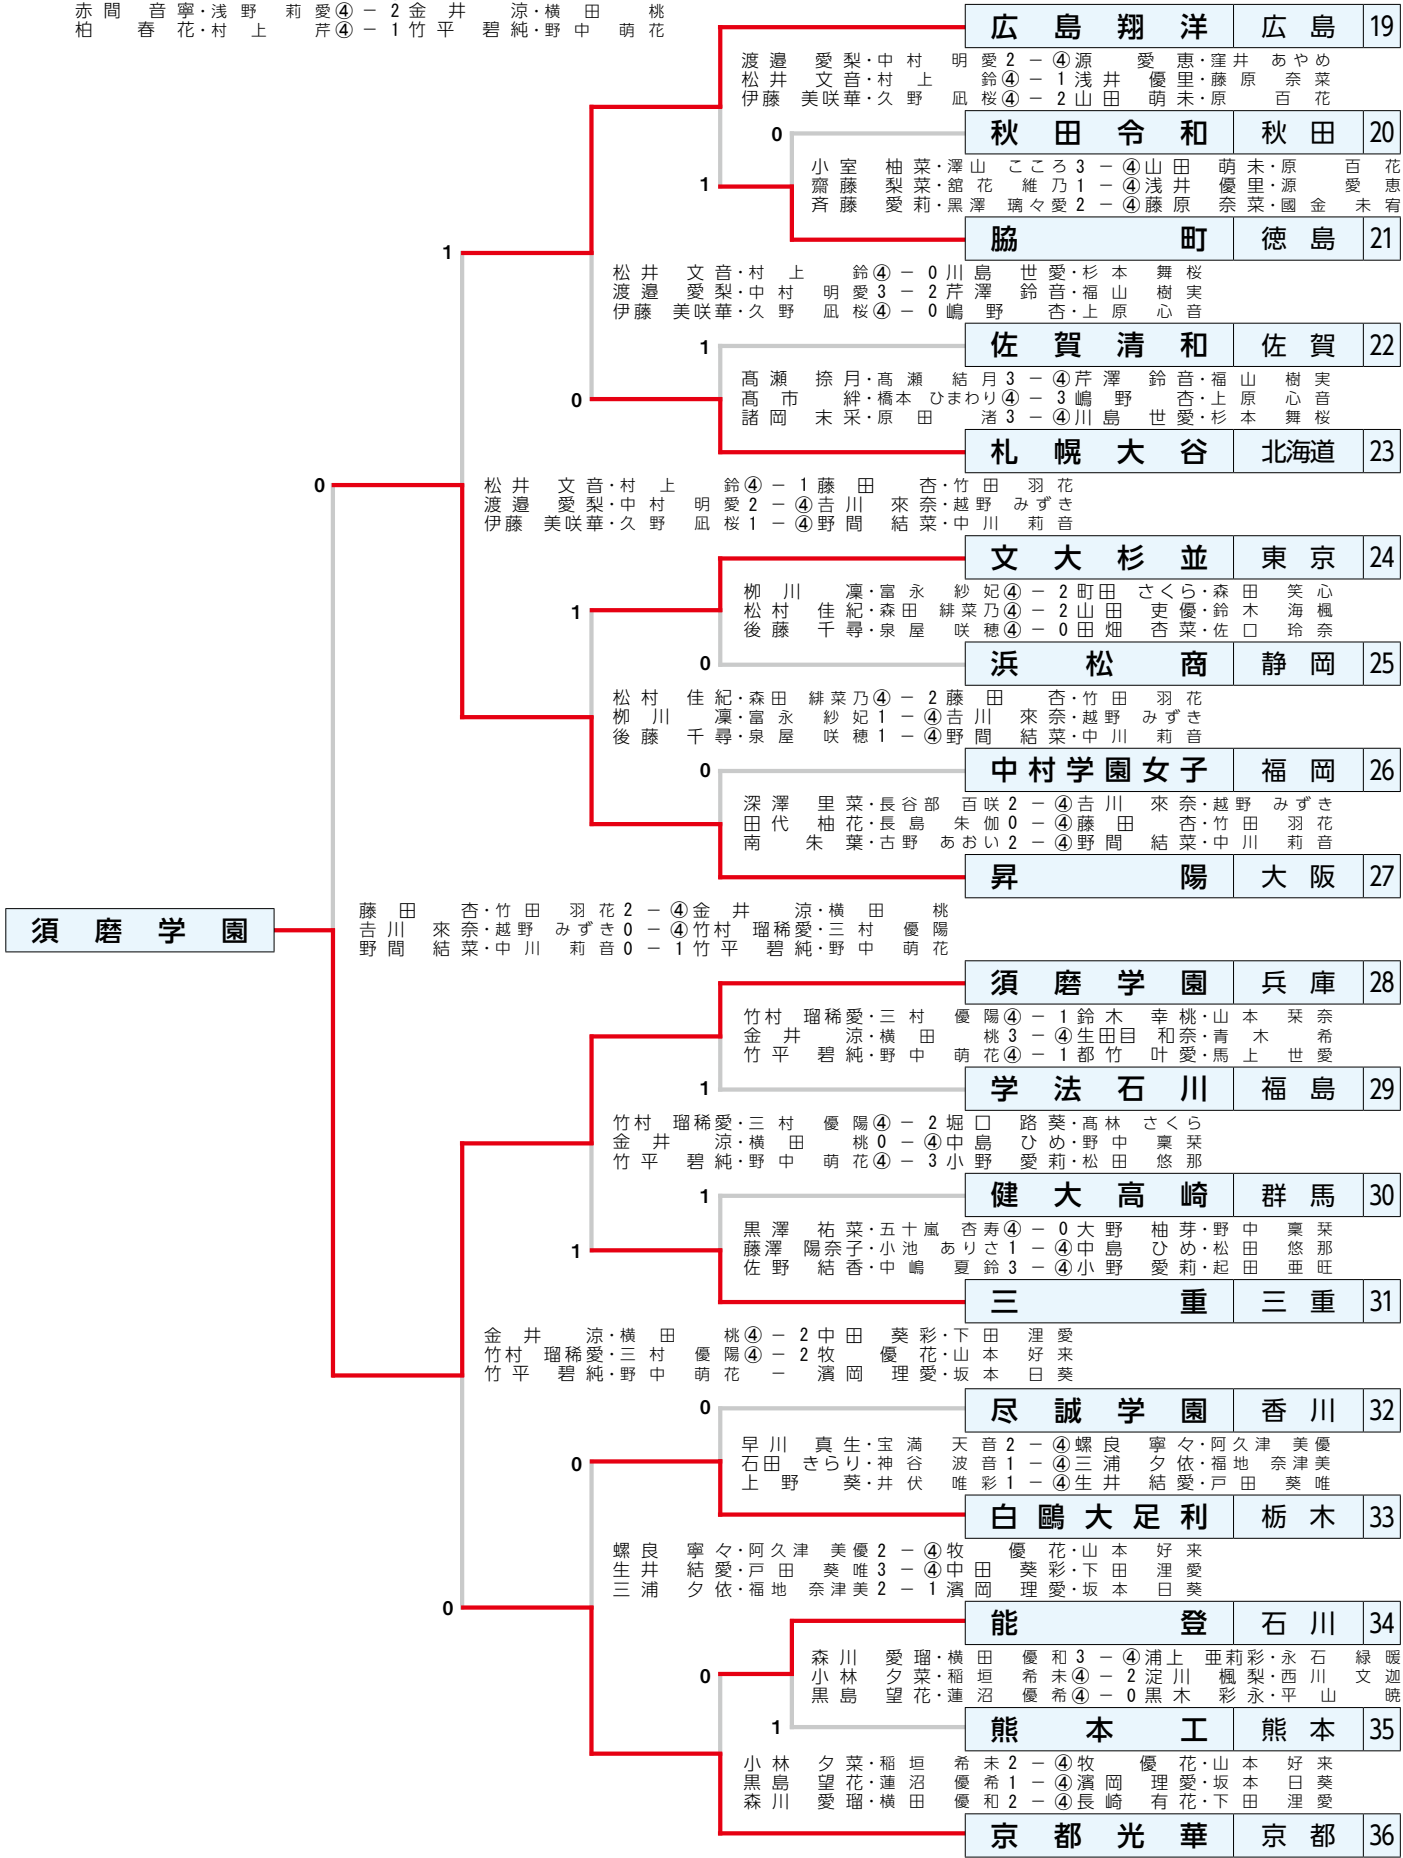 赤間 音寧・浅野 莉愛④－2金井 涼・横田 桃
柏 春花・村上 芹④－1竹平 碧純・野中 萌花
広島翔洋 広島 19
渡邉 愛梨・中村 明愛2－④源 愛恵・窪井 あやめ
松井 文音・村上 鈴④－1浅井 優里・藤原 奈菜
伊藤 美咲華・久野 凪桜④－2山田 萌未・原 百花
0
秋田令和 秋田 20
小室 柚菜・澤山 こころ3－④山田 萌未・原 百花
齋藤 梨菜・舘花 維乃1－④浅井 優里・源 愛恵
斉藤 愛莉・黑澤 璃々愛2－④藤原 奈菜・國金 未宥
1
脇町 徳島 21
1
松井 文音・村上 鈴④－0川島 世愛・杉本 舞桜
渡邉 愛梨・中村 明愛3－2芹澤 鈴音・福山 樹実
伊藤 美咲華・久野 凪桜④－0嶋野 杏・上原 心音
1
佐賀清和 佐賀 22
髙瀬 捺月・髙瀬 結月3－④芹澤 鈴音・福山 樹実
髙市 絆・橋本 ひまわり④－3嶋野 杏・上原 心音
諸岡 末采・原田 渚3－④川島 世愛・杉本 舞桜
0
札幌大谷 北海道 23
0
松井 文音・村上 鈴④－1藤田 杏・竹田 羽花
渡邉 愛梨・中村 明愛2－④𠮷川 來奈・越野 みずき
伊藤 美咲華・久野 凪桜1－④野間 結菜・中川 莉音
文大杉並 東京 24
栁川 凜・富永 紗妃④－2町田 さくら・森田 笑心
松村 佳紀・森田 緋菜乃④－2山田 吏優・鈴木 海楓
後藤 千尋・泉屋 咲穂④－0田畑 杏菜・佐口 玲奈
1
0
浜松商 静岡 25
松村 佳紀・森田 緋菜乃④－2藤田 杏・竹田 羽花
栁川 凜・富永 紗妃1－④𠮷川 來奈・越野 みずき
後藤 千尋・泉屋 咲穂1－④野間 結菜・中川 莉音
0
中村学園女子 福岡 26
深澤 里菜・長谷部 百咲2－④𠮷川 來奈・越野 みずき
田代 柚花・長島 朱伽0－④藤田 杏・竹田 羽花
南 朱葉・古野 あおい2－④野間 結菜・中川 莉音
昇陽 大阪 27
藤田 杏・竹田 羽花2－④金井 涼・横田 桃
𠮷川 來奈・越野 みずき0－④竹村 瑠稀愛・三村 優陽
野間 結菜・中川 莉音0－1竹平 碧純・野中 萌花
須磨学園
須磨学園 兵庫 28
竹村 瑠稀愛・三村 優陽④－1鈴木 幸桃・山本 栞奈
金井 涼・横田 桃3－④生田目 和奈・青木 希
竹平 碧純・野中 萌花④－1都竹 叶愛・馬上 世愛
1
学法石川 福島 29
竹村 瑠稀愛・三村 優陽④－2堀口 路葵・髙林 さくら
金井 涼・横田 桃0－④中島 ひめ・野中 稟栞
竹平 碧純・野中 萌花④－3小野 愛莉・松田 悠那
1
健大高崎 群馬 30
黒澤 祐菜・五十嵐 杏寿④－0大野 柚芽・野中 稟栞
藤澤 陽奈子・小池 ありさ1－④中島 ひめ・松田 悠那
佐野 結香・中嶋 夏鈴3－④小野 愛莉・起田 亜旺
1
三重 三重 31
金井 涼・横田 桃④－2中田 葵彩・下田 浬愛
竹村 瑠稀愛・三村 優陽④－2牧 優花・山本 好来
竹平 碧純・野中 萌花 － 濱岡 理愛・坂本 日葵
0
尽誠学園 香川 32
早川 真生・宝満 天音2－④螺良 寧々・阿久津 美優
石田 きらり・神谷 波音1－④三浦 夕依・福地 奈津美
上野 葵・井伏 唯彩1－④生井 結愛・戸田 葵唯
0
白鷗大足利 栃木 33
螺良 寧々・阿久津 美優2－④牧 優花・山本 好来
生井 結愛・戸田 葵唯3－④中田 葵彩・下田 浬愛
三浦 夕依・福地 奈津美2－1濱岡 理愛・坂本 日葵
0
能登 石川 34
森川 愛瑠・横田 優和3－④浦上 亜莉彩・永石 緑暖
小林 夕菜・稲垣 希未④－2淀川 楓梨・西川 文迦
黒島 望花・蓮沼 優希④－0黒木 彩永・平山 暁
0
1
熊本工 熊本 35
小林 夕菜・稲垣 希未2－④牧 優花・山本 好来
黒島 望花・蓮沼 優希1－④濱岡 理愛・坂本 日葵
森川 愛瑠・横田 優和2－④長崎 有花・下田 浬愛
京都光華 京都 36